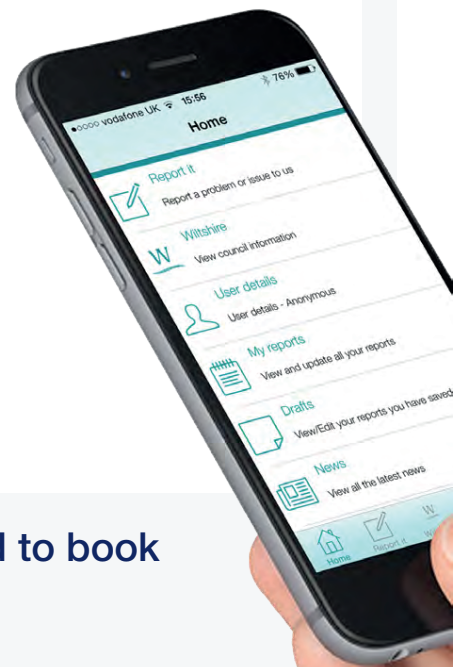 vodafone UK 15:56 76%
Home
Report it
Report a problem or issue to us
W
Wiltshire
View council information
User details
User details - Anonymous
My reports
View and update all your reports
Drafts
View/Edit your reports you have saved
News
View all the latest news
Home Report it W
to book